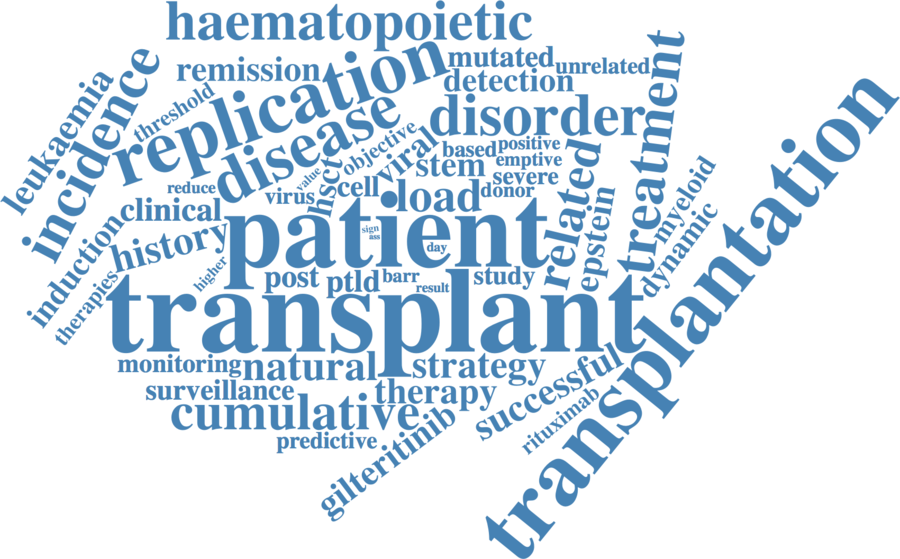 haematopoietic
leukaemia
incidence
remission
threshold
replication
mutated
unrelated
detection
treatment
disease
disorder
objective
viral
based
positive
emptive
stem
severe
reduce
virus
value
hsct
cell
load
donor
related
epstein
myeloid
dynamic
transplantation
clinical
induction
history
therapies
higher
patient
sign
ass
day
post
ptld
barr
result
study
transplant
monitoring
natural
strategy
surveillance
therapy
successful
cumulative
rituximab
predictive
gilteritinib